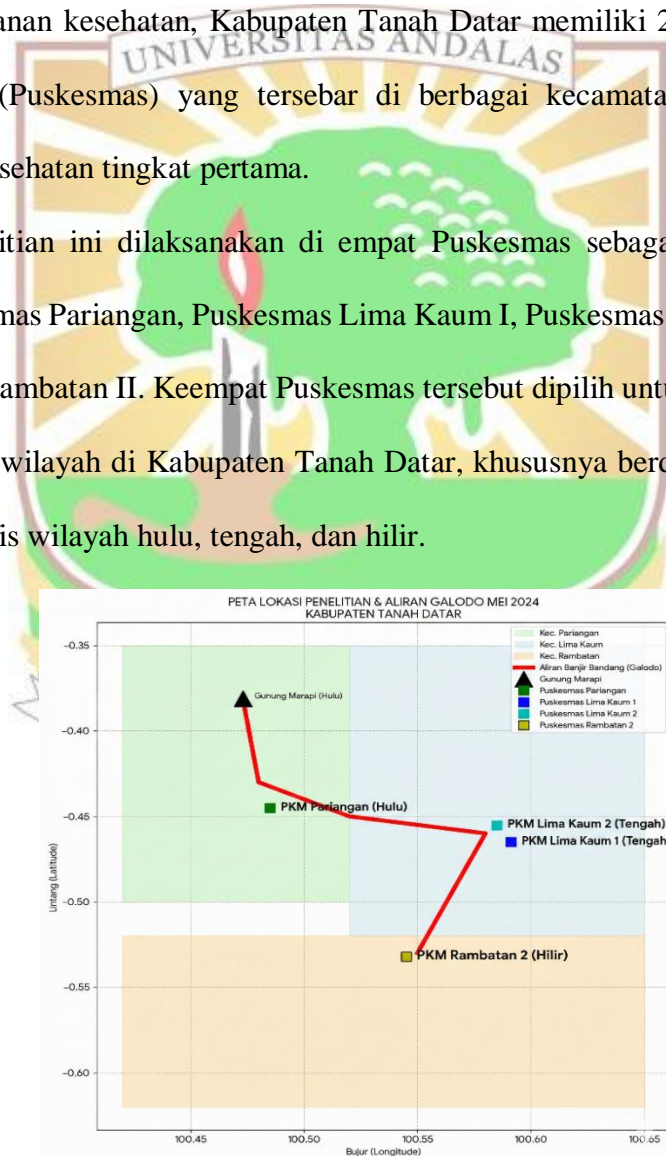 anan kesehatan, Kabupaten Tanah Datar memiliki 2
UNIVERSITAS ANDALAS
(Puskesmas) yang tersebar di berbagai kecamata
sehatan tingkat pertama.
itian ini dilaksanakan di empat Puskesmas sebaga
mas Pariangan, Puskesmas Lima Kaum I, Puskesmas
ambatan II. Keempat Puskesmas tersebut dipilih untu
wilayah di Kabupaten Tanah Datar, khususnya berd
is wilayah hulu, tengah, dan hilir.
PETA LOKASI PENELITIAN & ALIRAN GALODO MEI 2024
KABUPATEN TANAH DATAR
Kec. Pariangan
Kec. Lima Kaum
Kec. Rambatan
Aliran Banjir Bandang (Galodo)
Gunung Marapi
Puskesmas Pariangan
Puskesmas Lima Kaum 1
Puskesmas Lima Kaum 2
Puskesmas Rambatan 2
Gunung Marapi (Hulu)
PKM Pariangan (Hulu)
PKM Lima Kaum 2 (Tengah)
PKM Lima Kaum 1 (Tengah
PKM Rambatan 2 (Hilir)
Lintang (Latitude)
−0.35
−0.40
−0.45
−0.50
−0.55
−0.60
100.45 100.50 100.55 100.60 100.65
Bujur (Longitude)